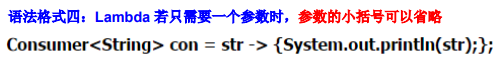 语法格式四：Lambda 若只需要一个参数时，参数的小括号可以省略
Consumer<String> con = str -> {System.out.println(str);};